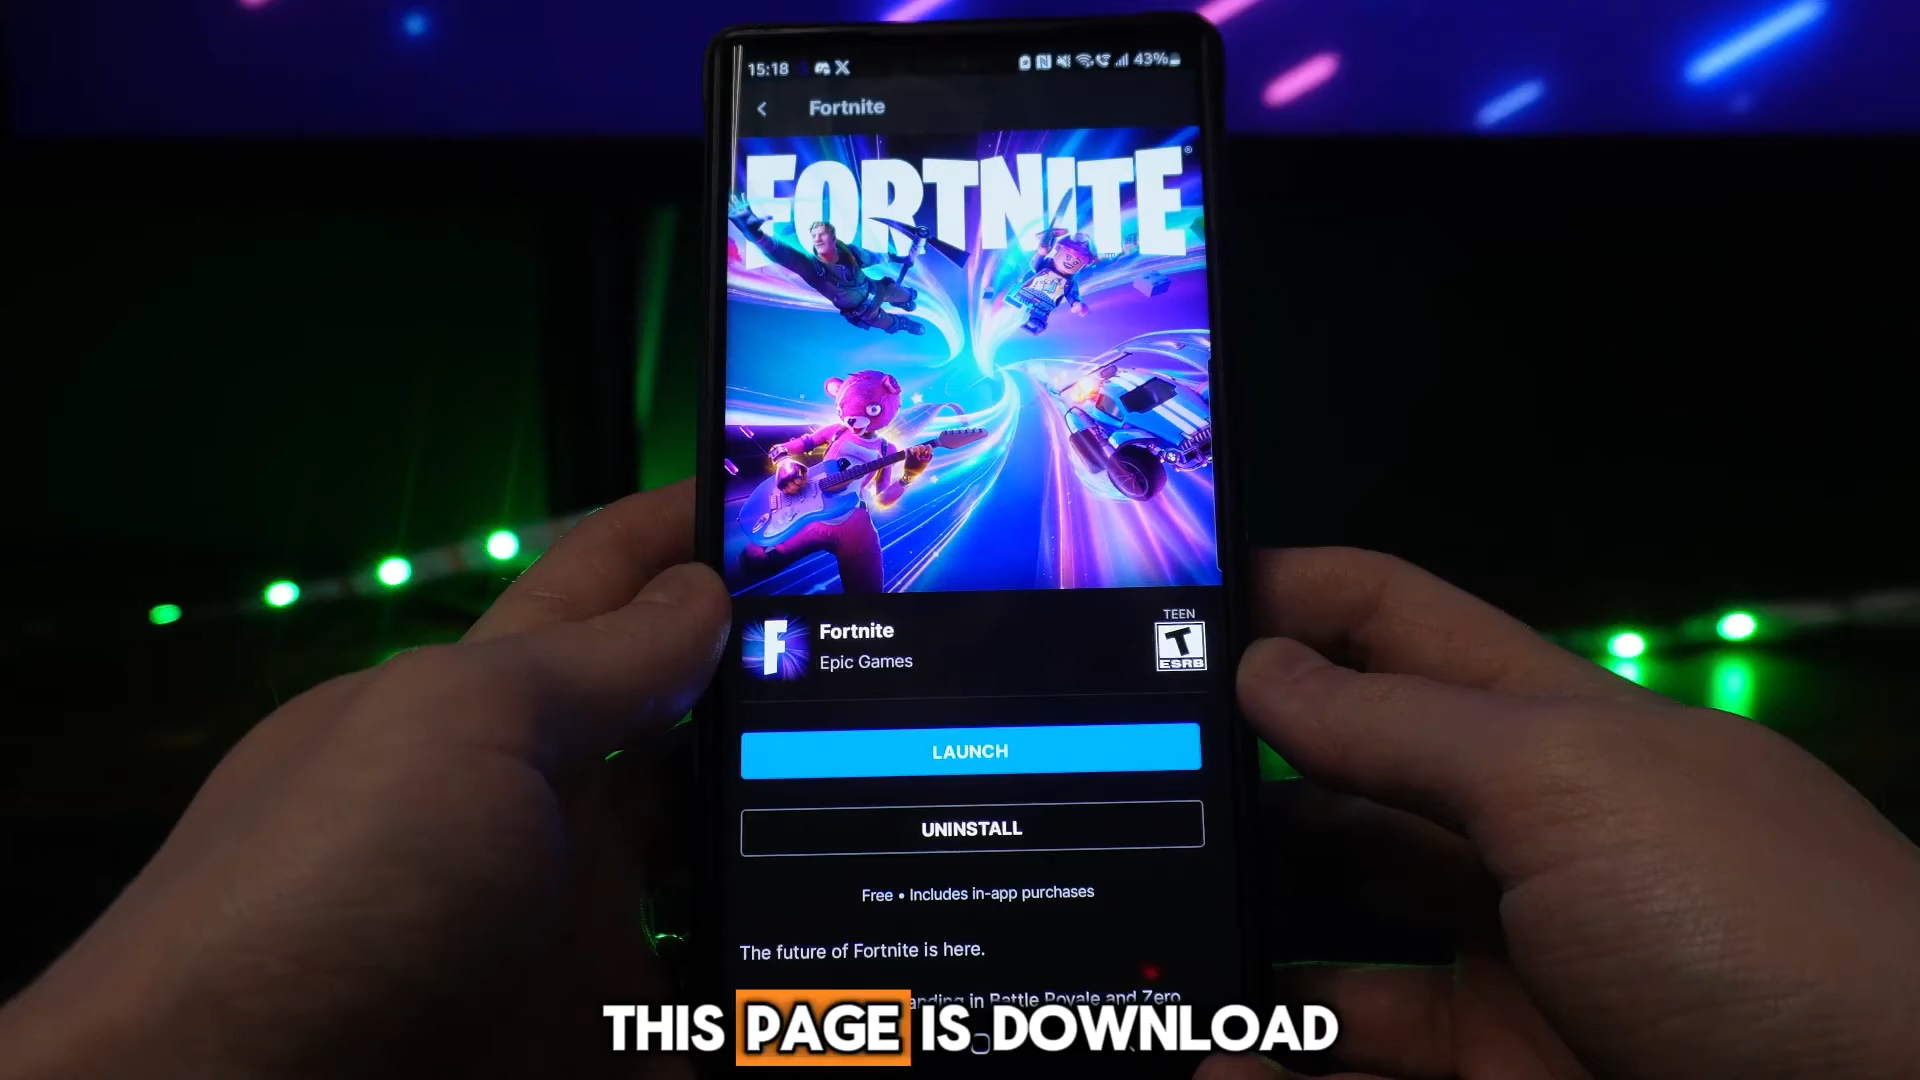 15:18
43%
Fortnite
FORTNITE
Fortnite
Epic Games
TEEN
T
ESRB
LAUNCH
UNINSTALL
Free • Includes in-app purchases
The future of Fortnite is here.
in Battle Royale and Zero
THIS PAGE IS DOWNLOAD